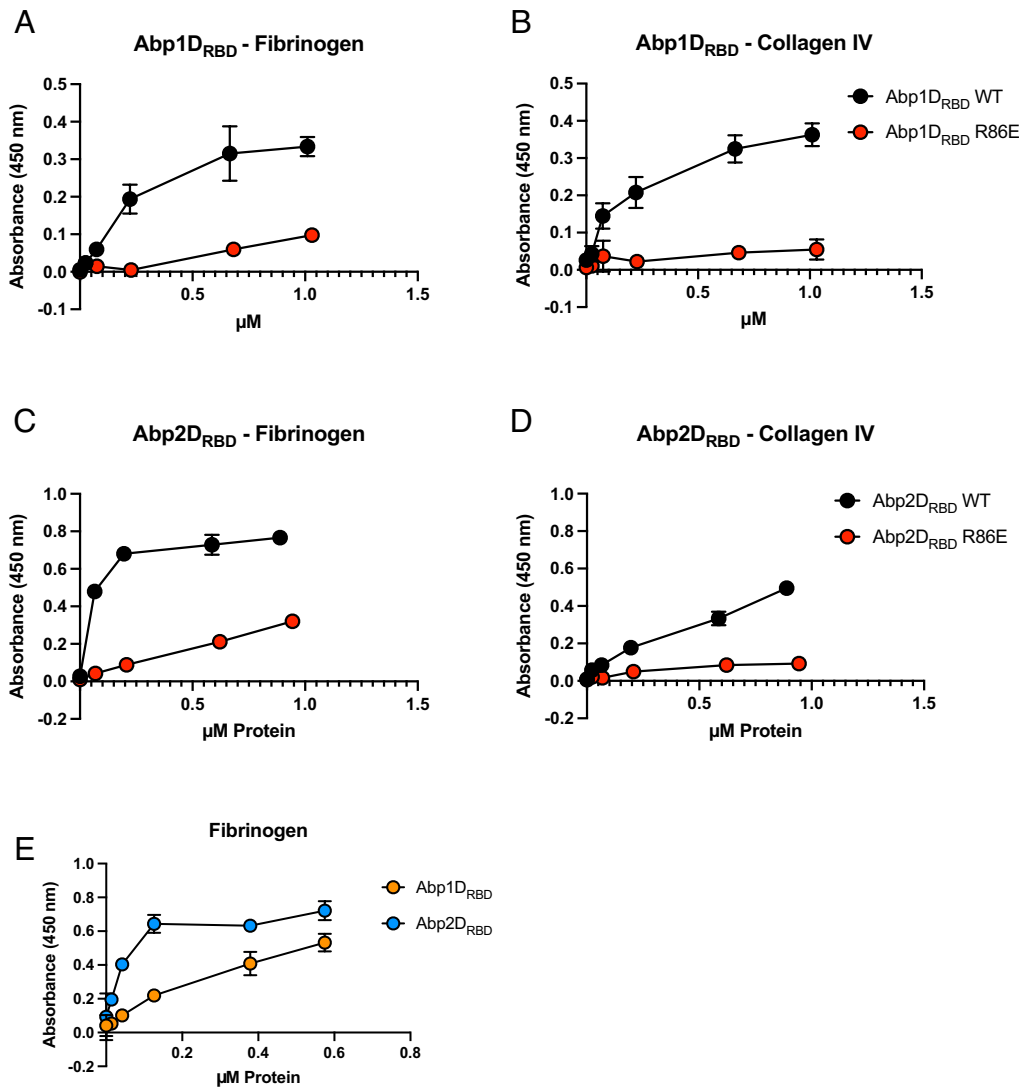 A
Abp1DRBD - Fibrinogen
Absorbance (450 nm)
0.5
0.4
0.3
0.2
0.1
0.0
-0.1
0.5
1.0
1.5
µM
B
Abp1DRBD - Collagen IV
Absorbance (450 nm)
0.5
0.4
0.3
0.2
0.1
0.0
-0.1
0.5
1.0
1.5
µM
Abp1DRBD WT
Abp1DRBD R86E
C
Abp2DRBD - Fibrinogen
Absorbance (450 nm)
1.0
0.8
0.6
0.4
0.2
0.0
-0.2
0.5
1.0
1.5
µM Protein
D
Abp2DRBD - Collagen IV
Absorbance (450 nm)
1.0
0.8
0.6
0.4
0.2
0.0
-0.2
0.5
1.0
1.5
µM Protein
Abp2DRBD WT
Abp2DRBD R86E
E
Fibrinogen
Absorbance (450 nm)
1.0
0.8
0.6
0.4
0.2
0.0
-0.2
0.2
0.4
0.6
0.8
µM Protein
Abp1DRBD
Abp2DRBD